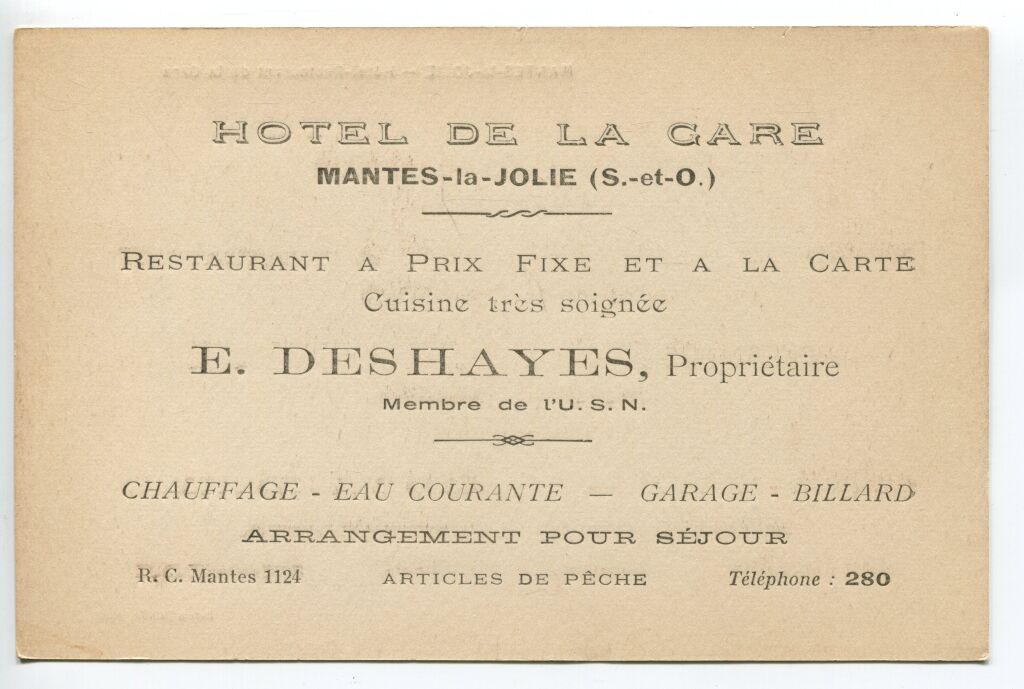 HOTEL DE LA GARE
MANTES-la-JOLIE (S.-et-O.)
RESTAURANT A PRIX FIXE ET A LA CARTE
Cuisine très soignée
E. DESHAYES, Propriétaire
Membre de l'U. S. N.
CHAUFFAGE - EAU COURANTE — GARAGE - BILLARD
ARRANGEMENT POUR SÉJOUR
R. C. Mantes 1124 ARTICLES DE PÊCHE Téléphone : 280